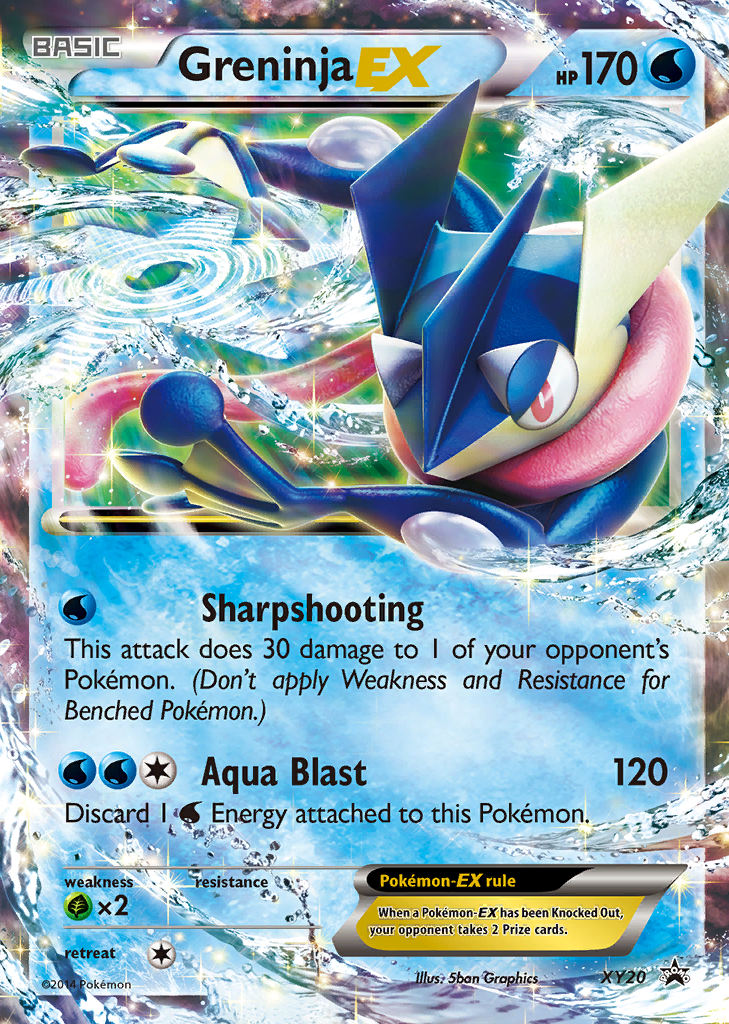 BASIC
GreninjaEX
HP170
Sharpshooting
This attack does 30 damage to 1 of your opponent's
Pokémon. (Don't apply Weakness and Resistance for
Benched Pokémon.)
Aqua Blast 120
Discard 1 Energy attached to this Pokémon.
weakness resistance
×2
retreat
Pokémon-EX rule
When a Pokémon-EX has been Knocked Out,
your opponent takes 2 Prize cards.
©2014 Pokémon
Illus. 5ban Graphics
XY20
PROMO